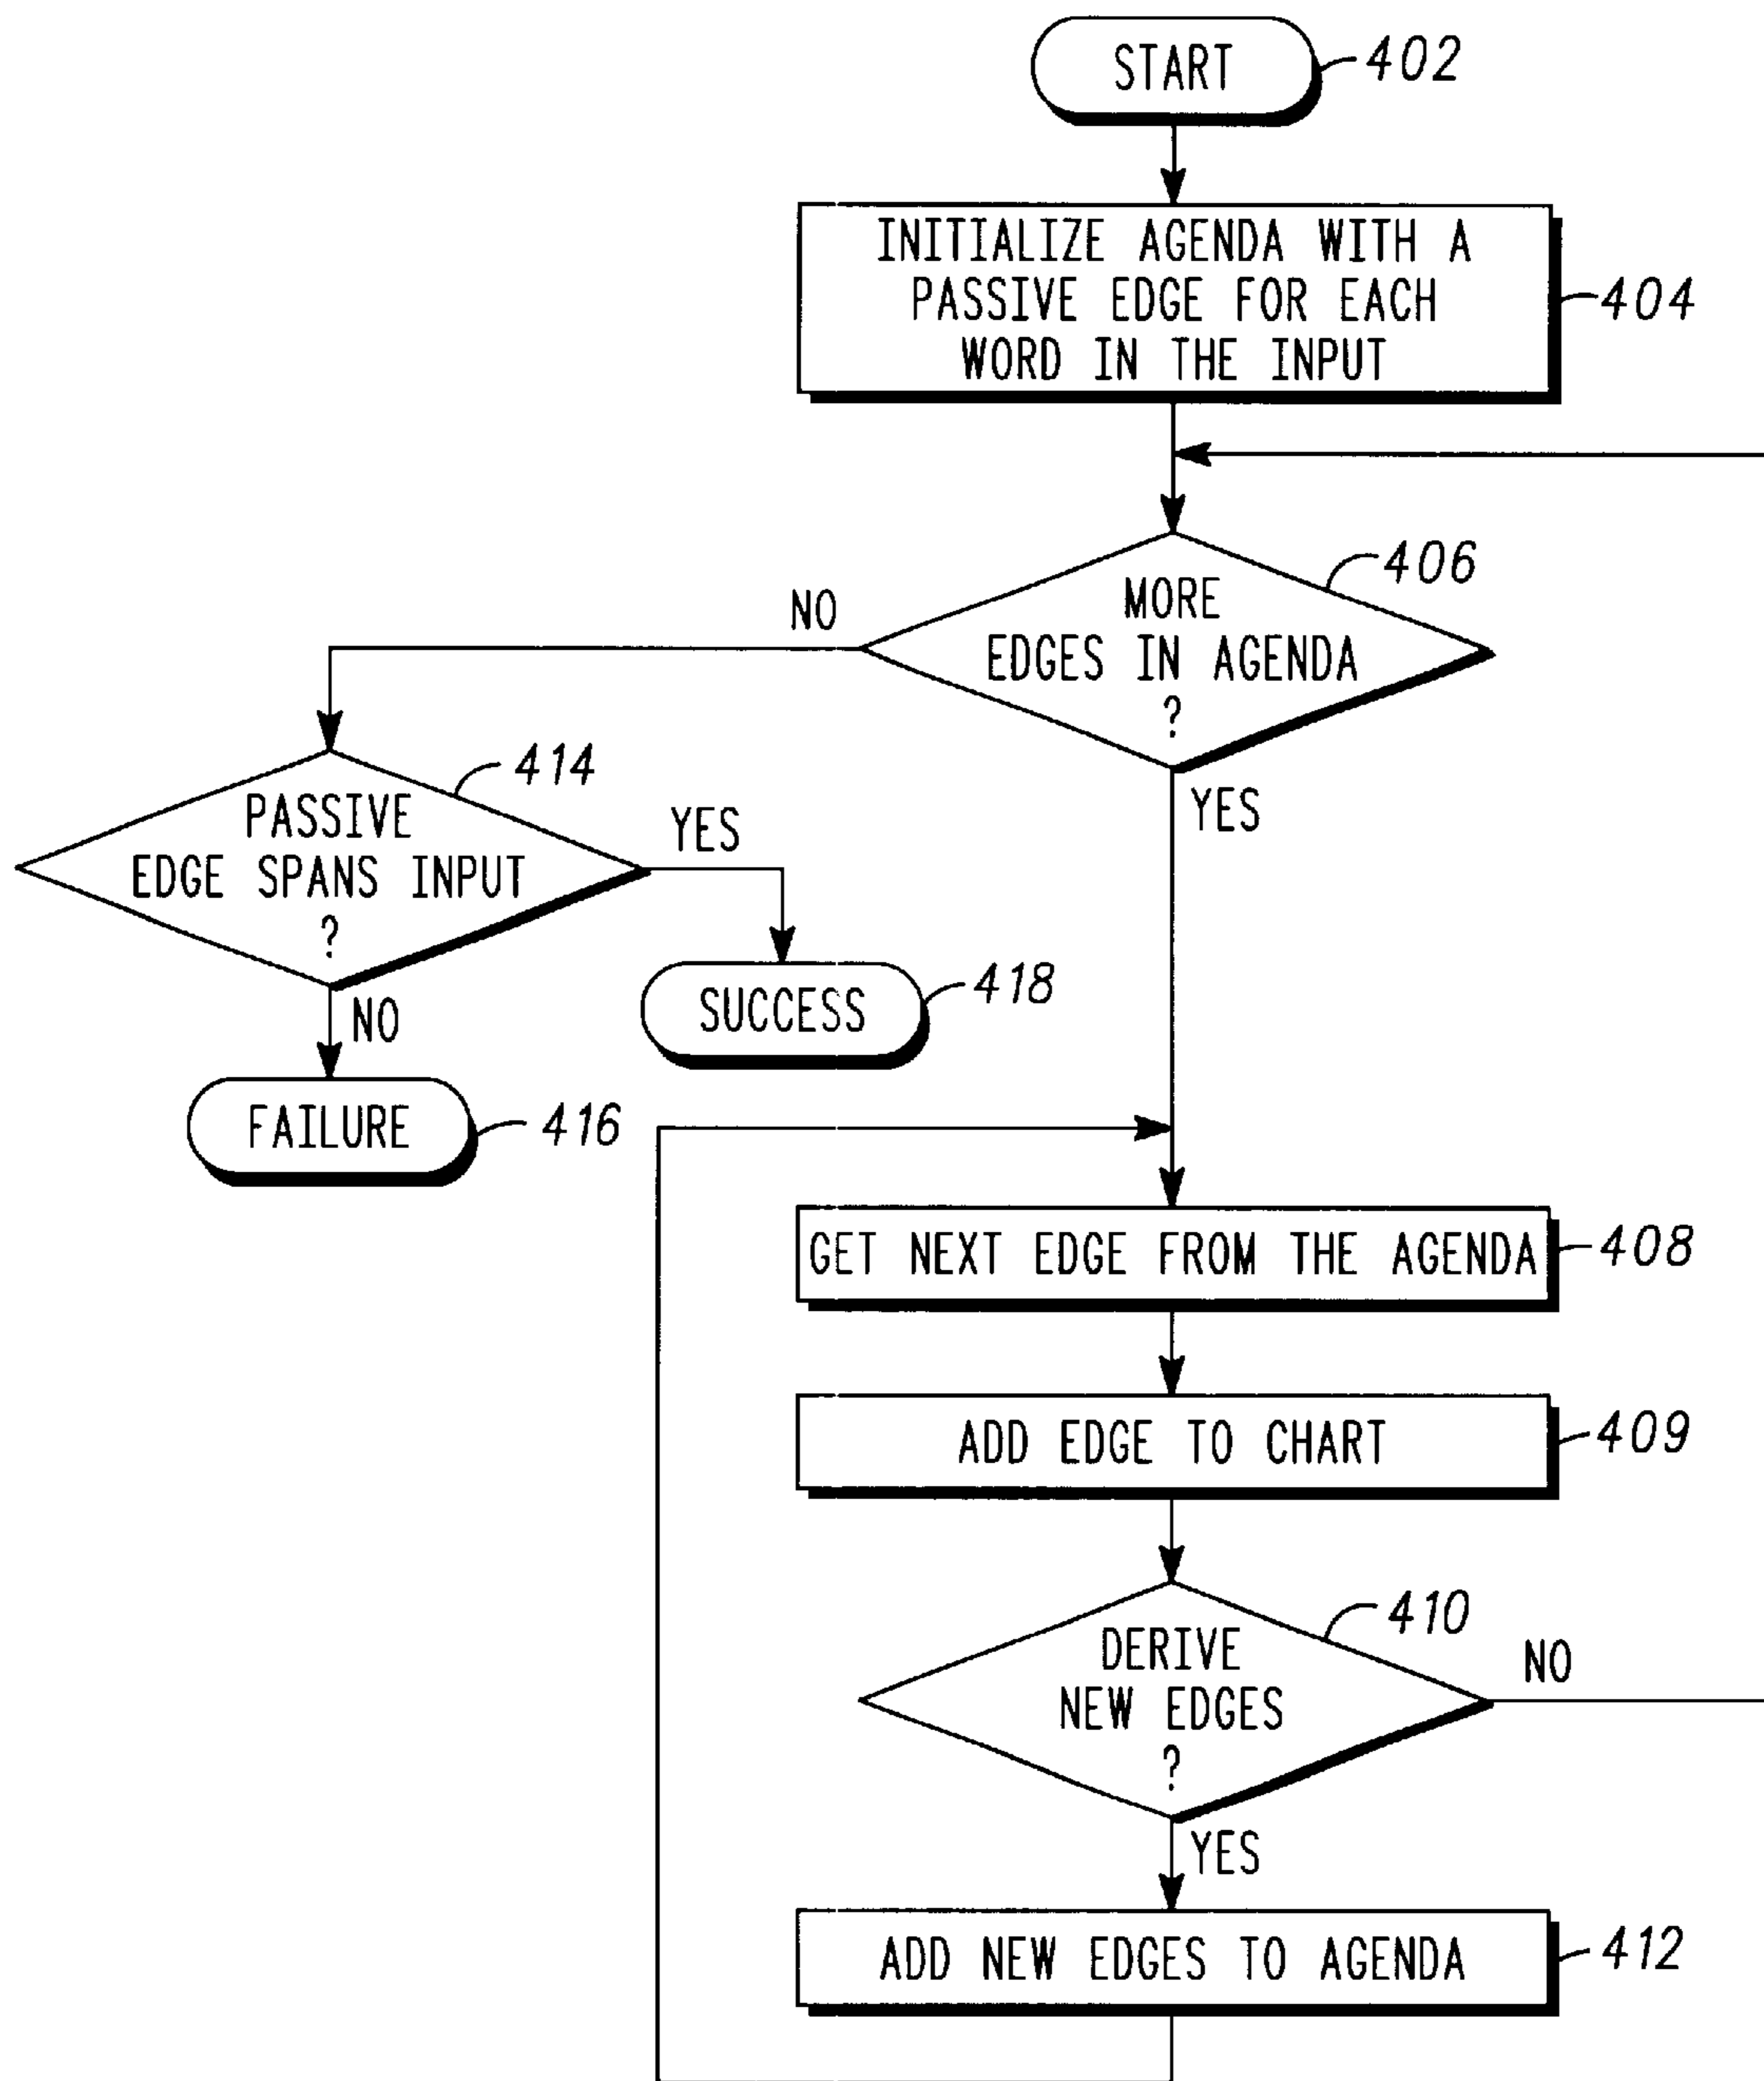 START
402
INITIALIZE AGENDA WITH A
PASSIVE EDGE FOR EACH
WORD IN THE INPUT
404
MORE
EDGES IN AGENDA
?
406
NO
YES
PASSIVE
EDGE SPANS INPUT
?
414
YES
NO
SUCCESS
418
FAILURE
416
GET NEXT EDGE FROM THE AGENDA
408
ADD EDGE TO CHART
409
DERIVE
NEW EDGES
?
410
NO
YES
ADD NEW EDGES TO AGENDA
412